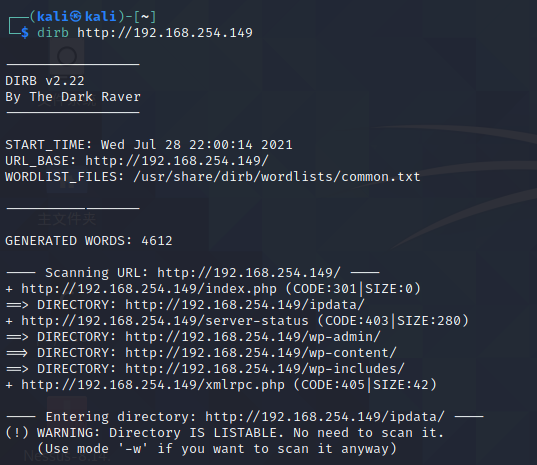 ┌──(kali㉿kali)-[~]
└─$ dirb http://192.168.254.149
-----------------
DIRB v2.22
By The Dark Raver
-----------------
START_TIME: Wed Jul 28 22:00:14 2021
URL_BASE: http://192.168.254.149/
WORDLIST_FILES: /usr/share/dirb/wordlists/common.txt
-----------------
主文件夹
GENERATED WORDS: 4612
---- Scanning URL: http://192.168.254.149/ ----
+ http://192.168.254.149/index.php (CODE:301|SIZE:0)
==> DIRECTORY: http://192.168.254.149/ipdata/
+ http://192.168.254.149/server-status (CODE:403|SIZE:280)
==> DIRECTORY: http://192.168.254.149/wp-admin/
==> DIRECTORY: http://192.168.254.149/wp-content/
==> DIRECTORY: http://192.168.254.149/wp-includes/
+ http://192.168.254.149/xmlrpc.php (CODE:405|SIZE:42)
---- Entering directory: http://192.168.254.149/ipdata/ ----
(!) WARNING: Directory IS LISTABLE. No need to scan it.
(Use mode '-w' if you want to scan it anyway)